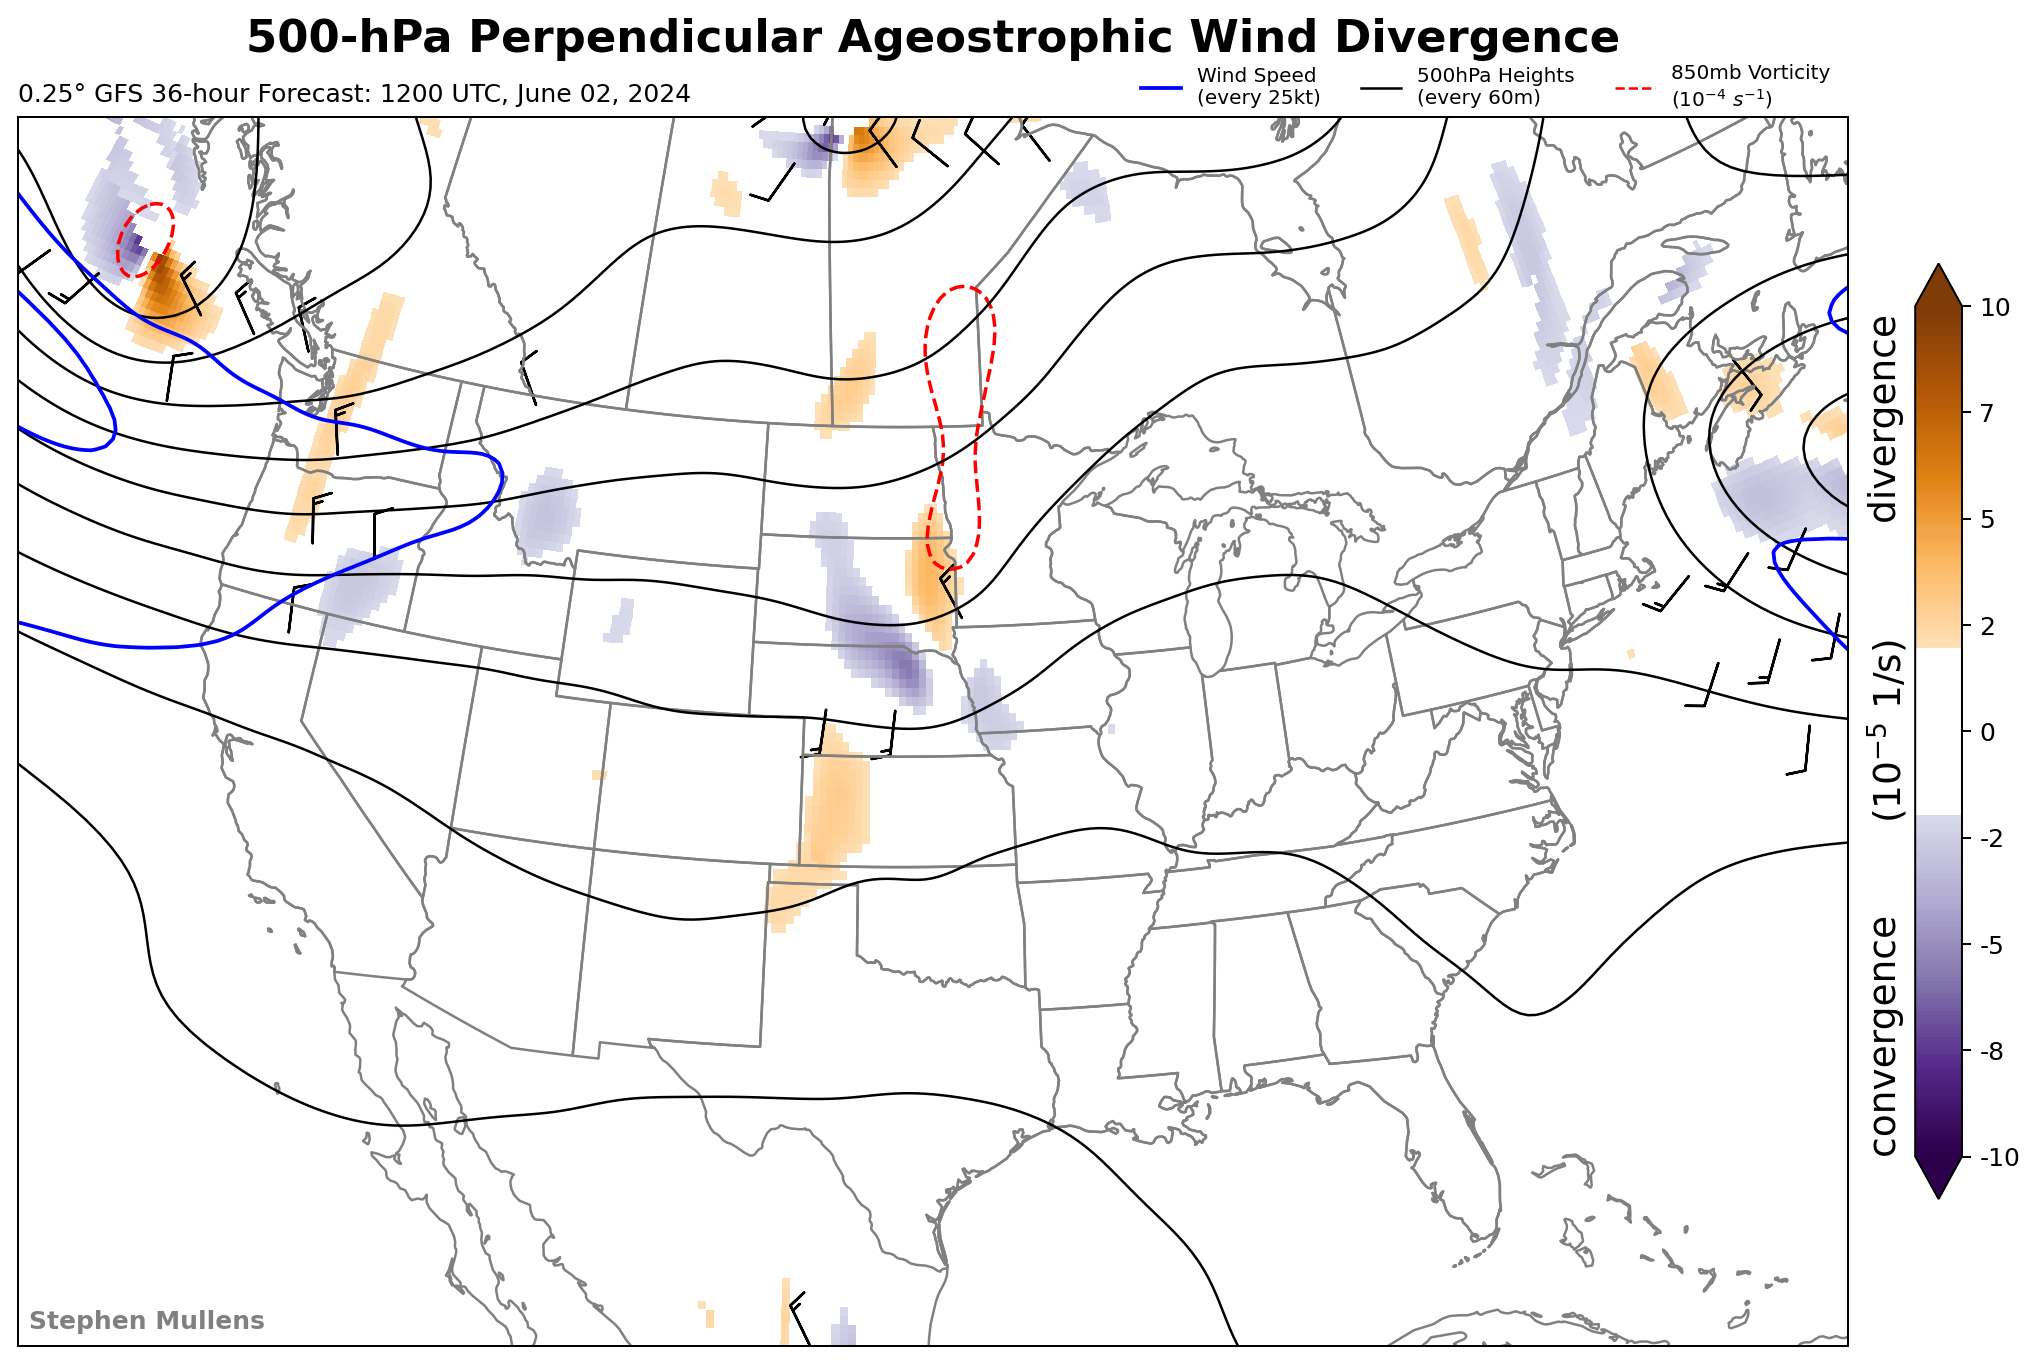 500-hPa Perpendicular Ageostrophic Wind Divergence
0.25° GFS 36-hour Forecast: 1200 UTC, June 02, 2024
Wind Speed
(every 25kt)
500hPa Heights
(every 60m)
850mb Vorticity
(10⁻⁴ s⁻¹)
convergence (10⁻⁵ 1/s) divergence
10
7
5
2
0
-2
-5
-8
-10
Stephen Mullens